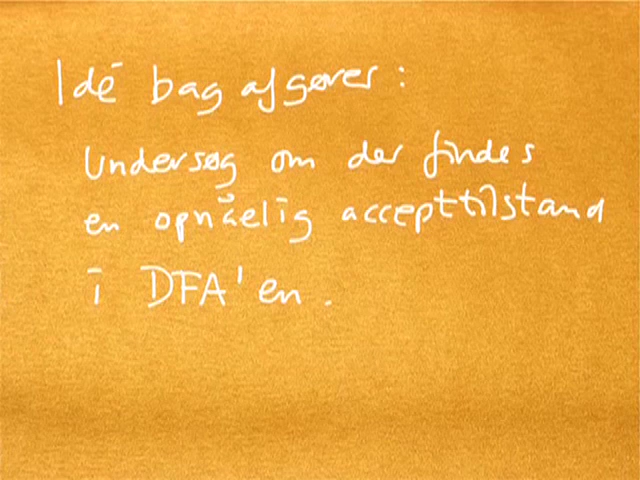 Idé bag afgører:
Undersøg om der findes
en opnåelig accepttilstand
i DFA'en.